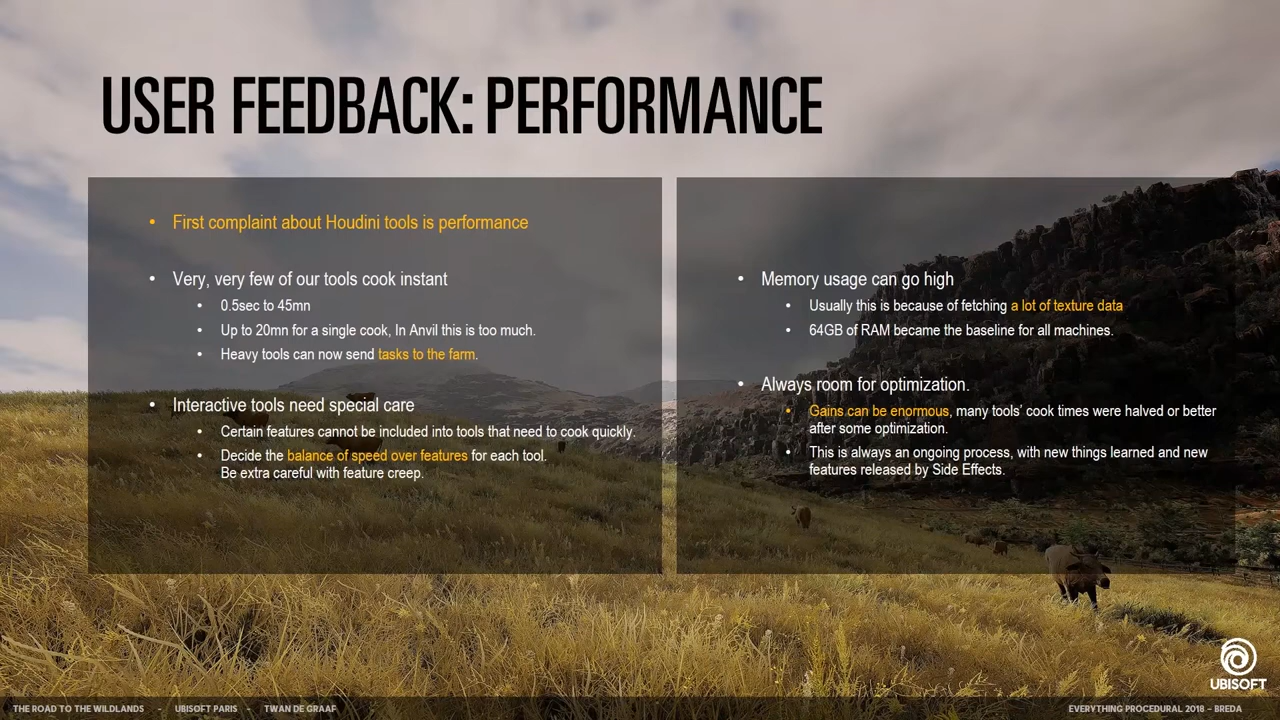 USER FEEDBACK: PERFORMANCE
• First complaint about Houdini tools is performance
• Very, very few of our tools cook instant
• 0.5sec to 45mn
• Up to 20mn for a single cook, In Anvil this is too much.
• Heavy tools can now send tasks to the farm.
• Interactive tools need special care
• Certain features cannot be included into tools that need to cook quickly.
• Decide the balance of speed over features for each tool.
Be extra careful with feature creep.
• Memory usage can go high
• Usually this is because of fetching a lot of texture data
• 64GB of RAM became the baseline for all machines.
• Always room for optimization.
• Gains can be enormous, many tools’ cook times were halved or better
after some optimization.
• This is always an ongoing process, with new things learned and new
features released by Side Effects.
UBISOFT
THE ROAD TO THE WILDLANDS - UBISOFT PARIS - TWAN DE GRAAF
EVERYTHING PROCEDURAL 2018 – BREDA